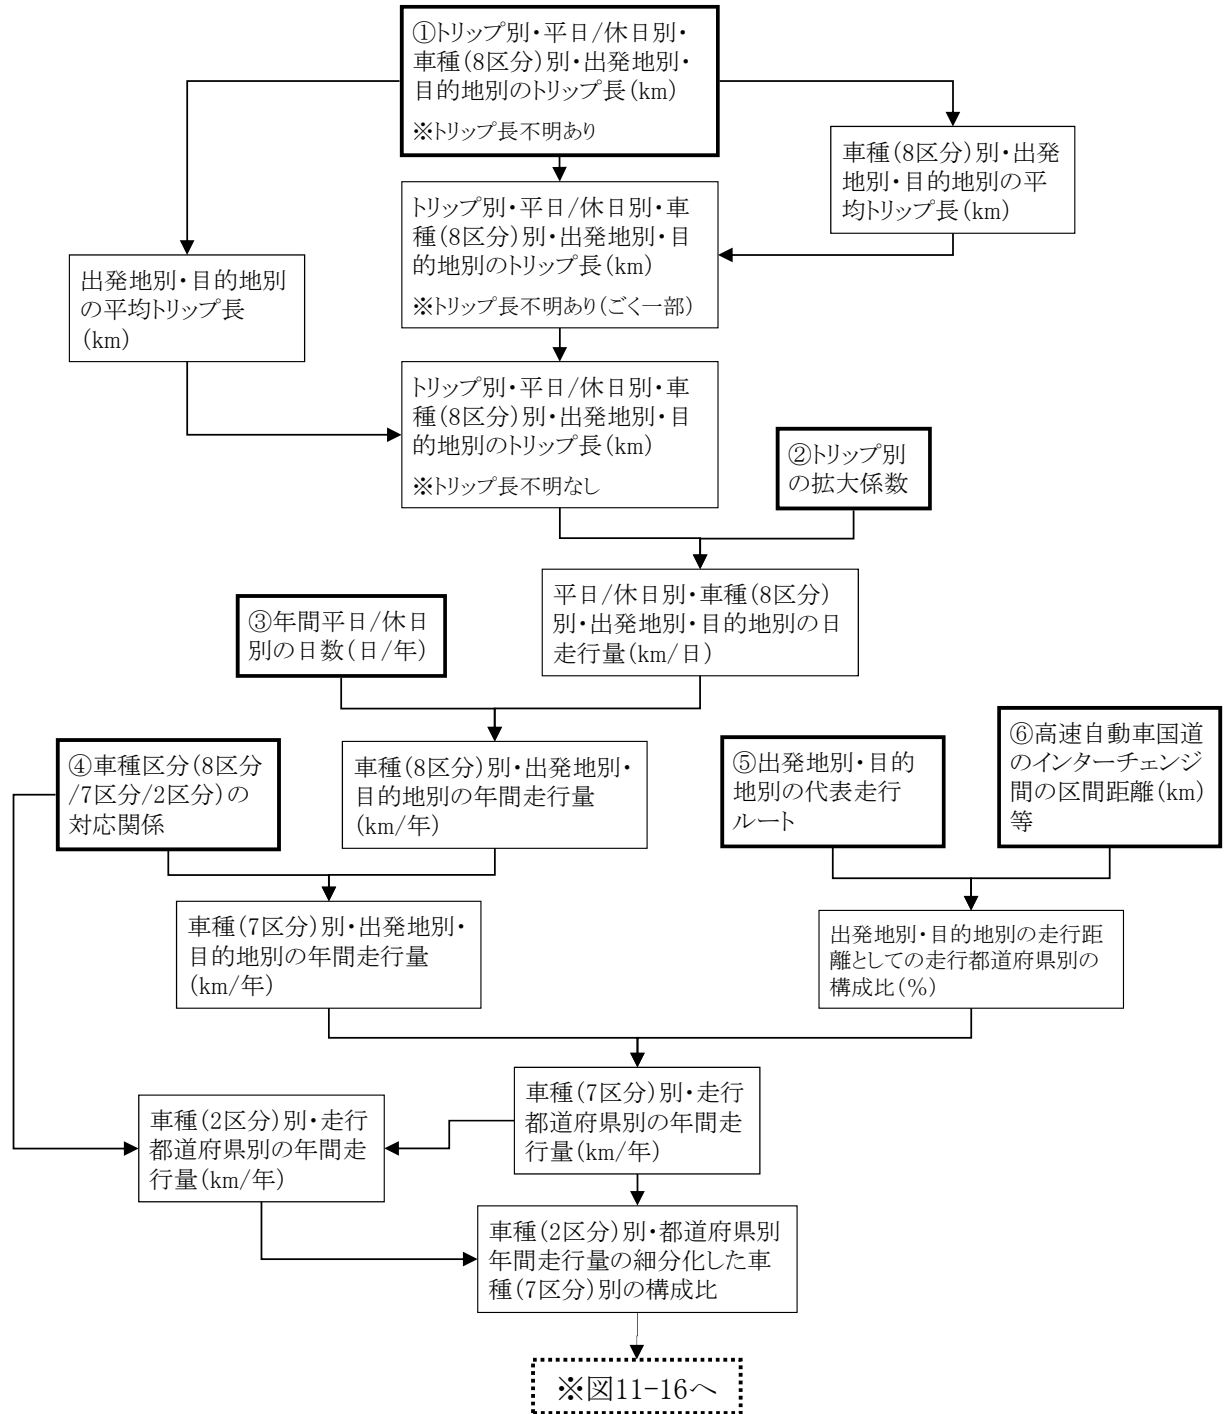 ①トリップ別・平日/休日別・
車種(8区分)別・出発地別・
目的地別のトリップ長(km)
※トリップ長不明あり
車種(8区分)別・出発
地別・目的地別の平
均トリップ長(km)
トリップ別・平日/休日別・車
種(8区分)別・出発地別・目
的地別のトリップ長(km)
※トリップ長不明あり(ごく一部)
出発地別・目的地別
の平均トリップ長
(km)
トリップ別・平日/休日別・車
種(8区分)別・出発地別・目
的地別のトリップ長(km)
※トリップ長不明なし
②トリップ別
の拡大係数
平日/休日別・車種(8区分)
別・出発地別・目的地別の日
走行量(km/日)
③年間平日/休日
別の日数(日/年)
④車種区分(8区分
/7区分/2区分)の
対応関係
車種(8区分)別・出発地別・
目的地別の年間走行量
(km/年)
⑤出発地別・目的
地別の代表走行
ルート
⑥高速自動車国道
のインターチェンジ
間の区間距離(km)
等
車種(7区分)別・出発地別・
目的地別の年間走行量
(km/年)
出発地別・目的地別の走行距
離としての走行都道府県別の
構成比(%)
車種(2区分)別・走行
都道府県別の年間走
行量(km/年)
車種(7区分)別・走行
都道府県別の年間走
行量(km/年)
車種(2区分)別・都道府県別
年間走行量の細分化した車
種(7区分)別の構成比
※図11-16へ